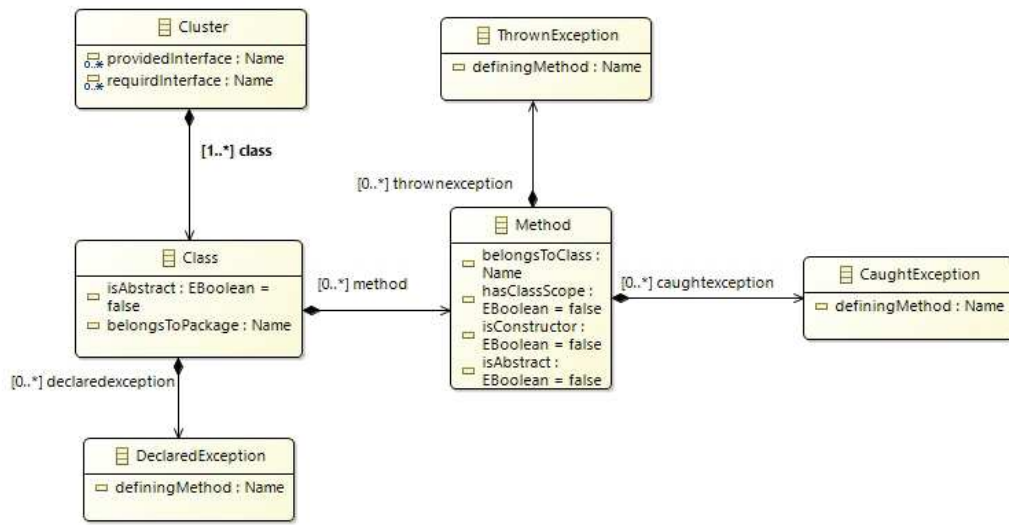 Cluster
0..* providedInterface : Name
0..* requirdInterface : Name
ThrownException
definingMethod : Name
[1..*] class
[0..*] thrownexception
Class
isAbstract : EBoolean =
false
belongsToPackage : Name
[0..*] method
Method
belongsToClass :
Name
hasClassScope :
EBoolean = false
isConstructor :
EBoolean = false
isAbstract :
EBoolean = false
[0..*] caughtexception
CaughtException
definingMethod : Name
[0..*] declaredexception
DeclaredException
definingMethod : Name